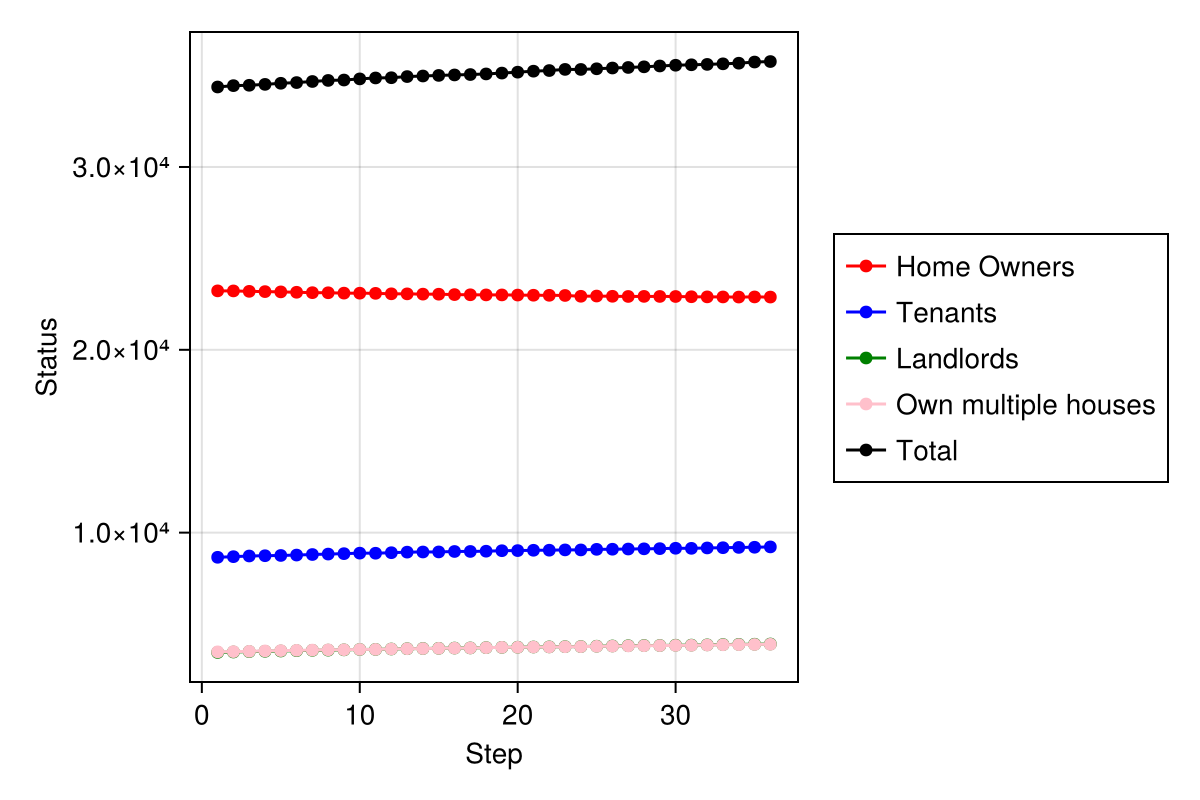 3.0×10⁴
2.0×10⁴
1.0×10⁴
Status
0 10 20 30
Step
Home Owners
Tenants
Landlords
Own multiple houses
Total